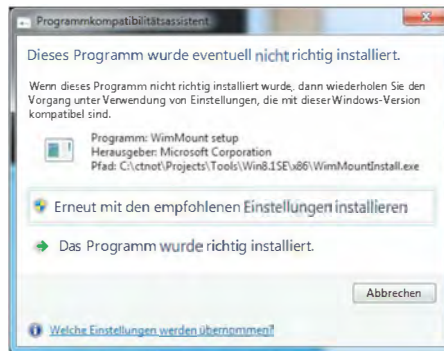 Programmkompatibilitätsassistent
Dieses Programm wurde eventuell nicht richtig installiert.
Wenn dieses Programm nicht richtig installiert wurde, dann wiederholen Sie den
Vorgang unter Verwendung von Einstellungen, die mit dieser Windows-Version
kompatibel sind.
Programm: WimMount setup
Herausgeber: Microsoft Corporation
Pfad: C:\ctnot\Projects\Tools\Win8.1SE\x86\WimMountInstall.exe
Erneut mit den empfohlenen Einstellungen installieren
Das Programm wurde richtig installiert.
Abbrechen
Welche Einstellungen werden übernommen?